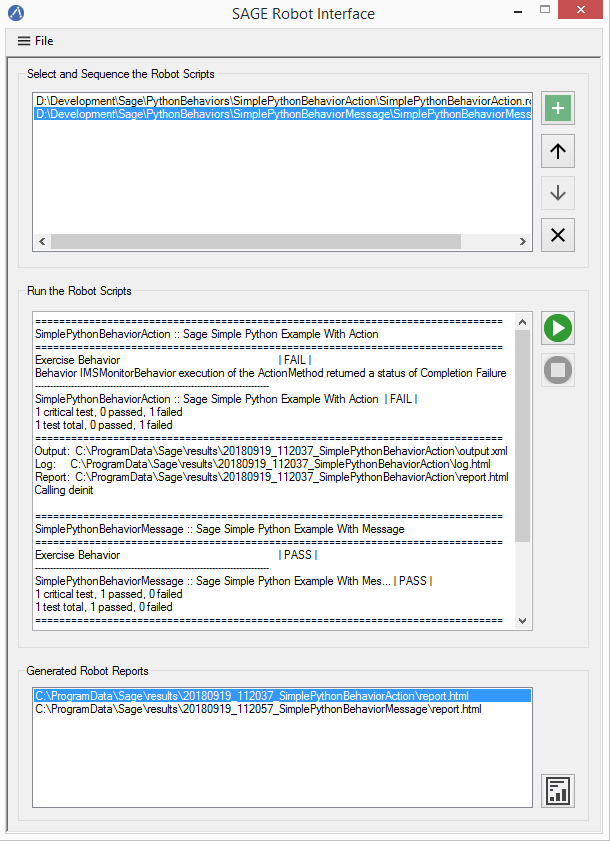 SAGE Robot Interface
File
Select and Sequence the Robot Scripts
D:\Development\Sage\PythonBehaviors\SimplePythonBehaviorAction\SimplePythonBehaviorAction.ro
D:\Development\Sage\PythonBehaviors\SimplePythonBehaviorMessage\SimplePythonBehaviorMess
Run the Robot Scripts
==============================================================================
SimplePythonBehaviorAction :: Sage Simple Python Example With Action
==============================================================================
Exercise Behavior | FAIL |
Behavior IMSMonitorBehavior execution of the ActionMethod returned a status of Completion Failure
------------------------------------------------------------------------------
SimplePythonBehaviorAction :: Sage Simple Python Example With Action | FAIL |
1 critical test, 0 passed, 1 failed
1 test total, 0 passed, 1 failed
==============================================================================
Output: C:\ProgramData\Sage\results\20180919_112037_SimplePythonBehaviorAction\output.xml
Log: C:\ProgramData\Sage\results\20180919_112037_SimplePythonBehaviorAction\log.html
Report: C:\ProgramData\Sage\results\20180919_112037_SimplePythonBehaviorAction\report.html
Calling deinit
==============================================================================
SimplePythonBehaviorMessage :: Sage Simple Python Example With Message
==============================================================================
Exercise Behavior | PASS |
------------------------------------------------------------------------------
SimplePythonBehaviorMessage :: Sage Simple Python Example With Mes... | PASS |
1 critical test, 1 passed, 0 failed
1 test total, 1 passed, 0 failed
==============================================================================
Generated Robot Reports
C:\ProgramData\Sage\results\20180919_112037_SimplePythonBehaviorAction\report.html
C:\ProgramData\Sage\results\20180919_112057_SimplePythonBehaviorMessage\report.html